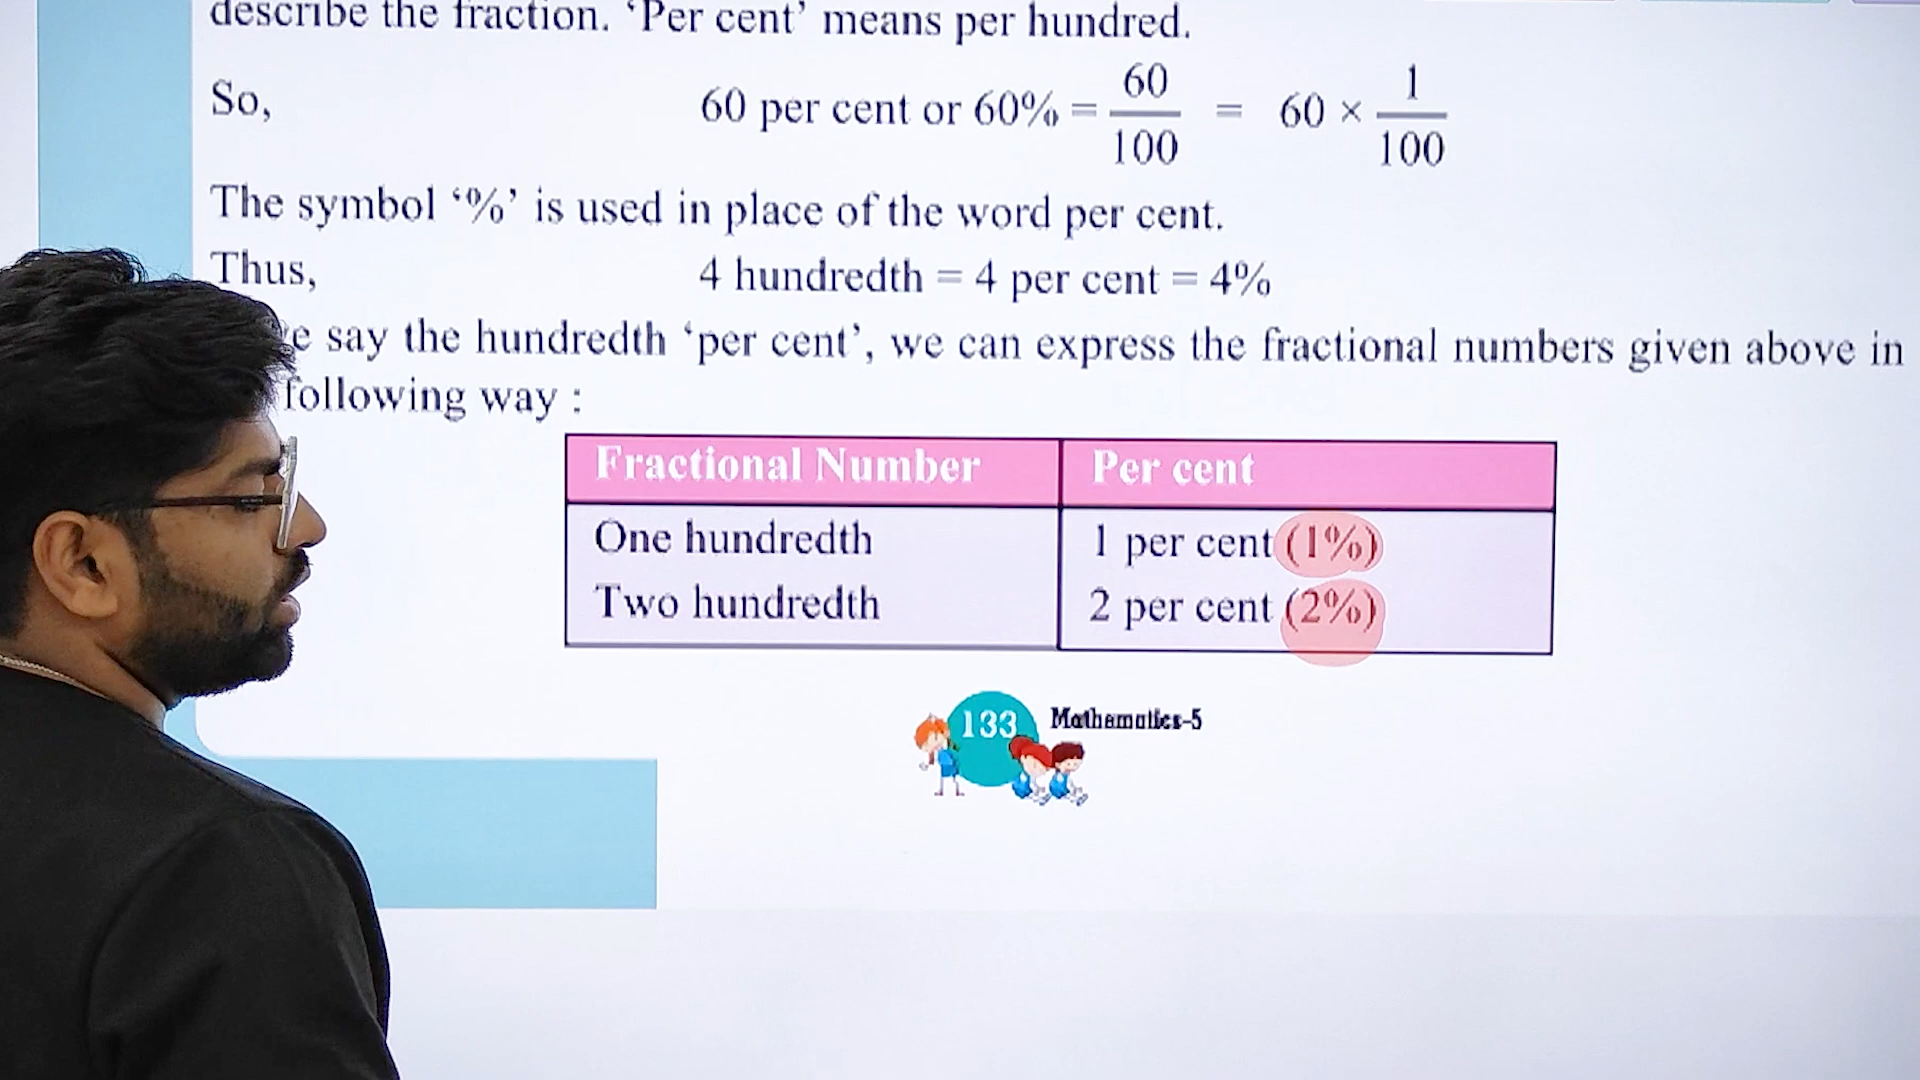 describe the fraction. ‘Per cent’ means per hundred.
So, 60 per cent or 60% = 60/100 = 60 × 1/100
The symbol ‘%’ is used in place of the word per cent.
Thus, 4 hundredth = 4 per cent = 4%
e say the hundredth ‘per cent’, we can express the fractional numbers given above in
following way :
Fractional Number Per cent
One hundredth 1 per cent (1%)
Two hundredth 2 per cent (2%)
133 Mathematics-5